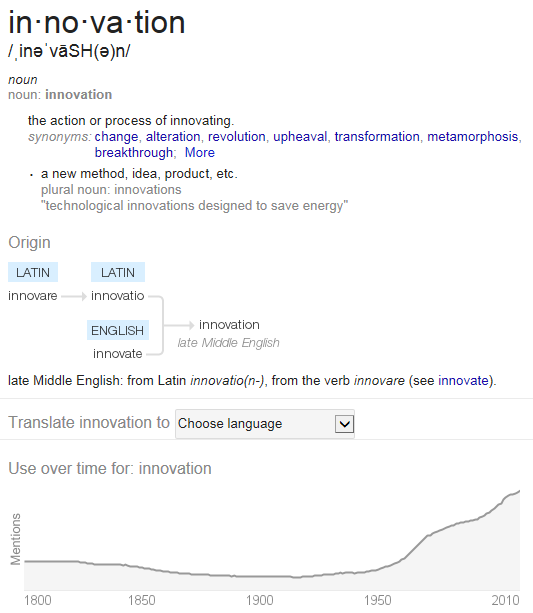 in·no·va·tion
/ˌinəˈvāSH(ə)n/
noun
noun: innovation
the action or process of innovating.
synonyms: change, alteration, revolution, upheaval, transformation, metamorphosis,
breakthrough; More
· a new method, idea, product, etc.
plural noun: innovations
"technological innovations designed to save energy"
Origin
LATIN LATIN
innovare innovatio
innovation
ENGLISH
late Middle English
innovate
late Middle English: from Latin innovatio(n-), from the verb innovare (see innovate).
Translate innovation to Choose language
Use over time for: innovation
Mentions
1800 1850 1900 1950 2010